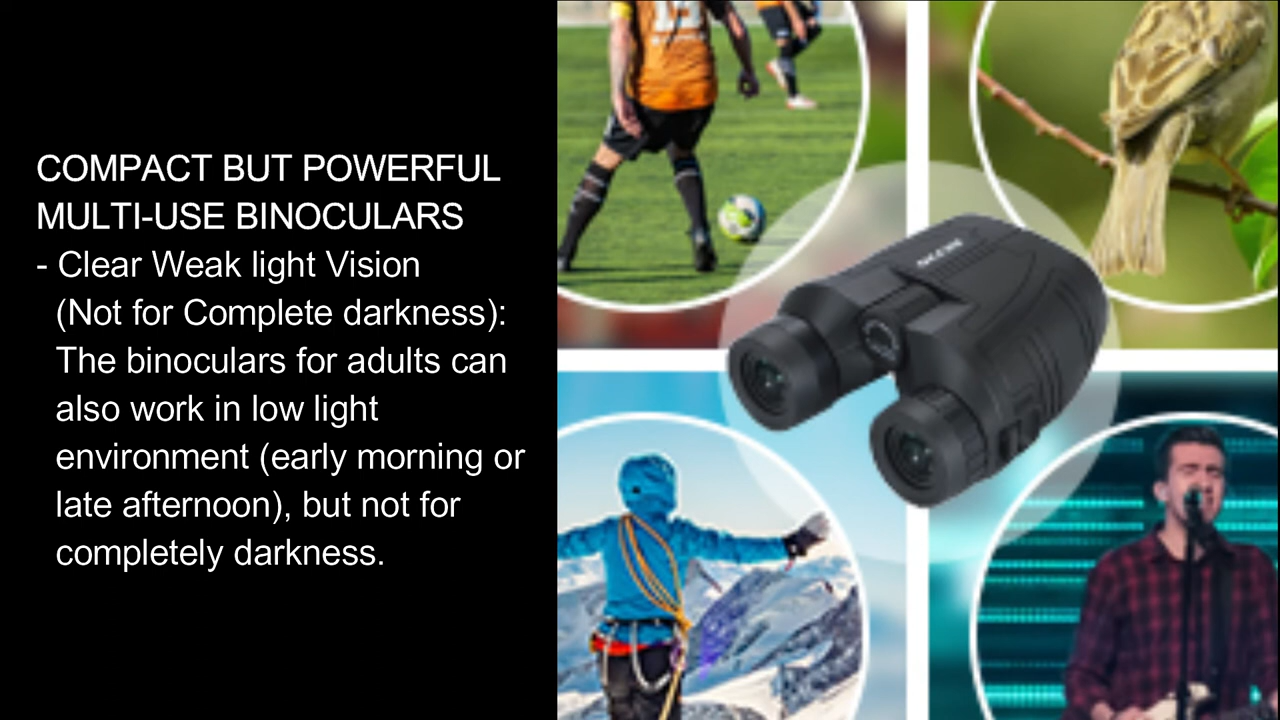 COMPACT BUT POWERFUL
MULTI-USE BINOCULARS
- Clear Weak light Vision
(Not for Complete darkness):
The binoculars for adults can
also work in low light
environment (early morning or
late afternoon), but not for
completely darkness.